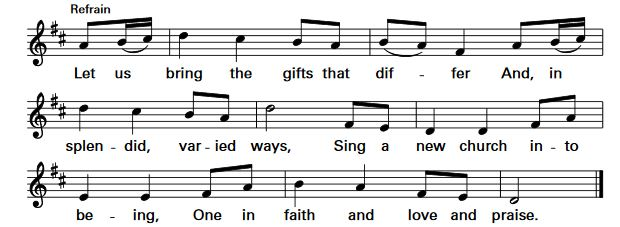 Refrain
Let us bring the gifts that dif - fer And, in
splen - did, var - ied ways, Sing a new church in - to
be - ing, One in faith and love and praise.